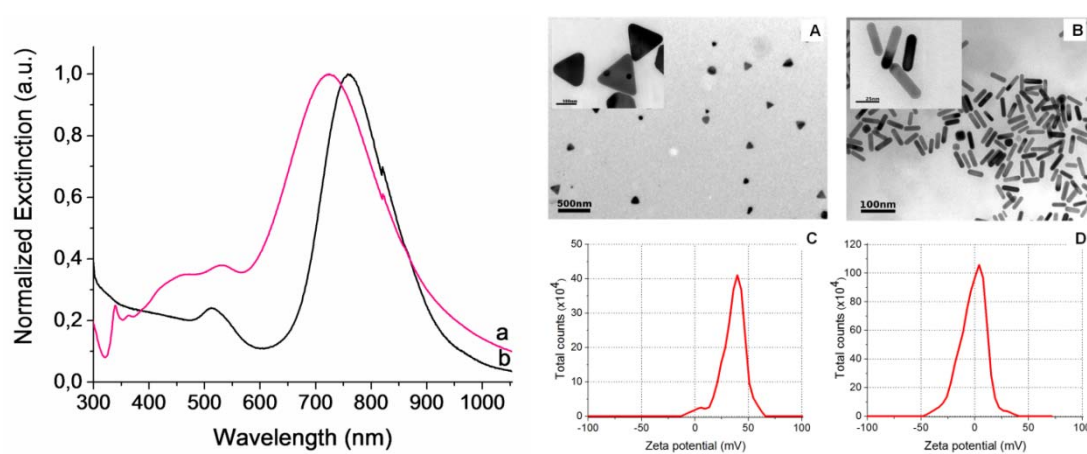 Normalized Exctinction (a.u.)
1,0
0,8
0,6
0,4
0,2
0,0
300 400 500 600 700 800 900 1000
Wavelength (nm)
a
b
A
500nm
B
25nm
100nm
C
Total counts (x10⁴)
50
40
30
20
10
0
-100 -50 0 50 100
Zeta potential (mV)
D
Total counts (x10⁴)
120
100
80
60
40
20
0
-100 -50 0 50 100
Zeta potential (mV)